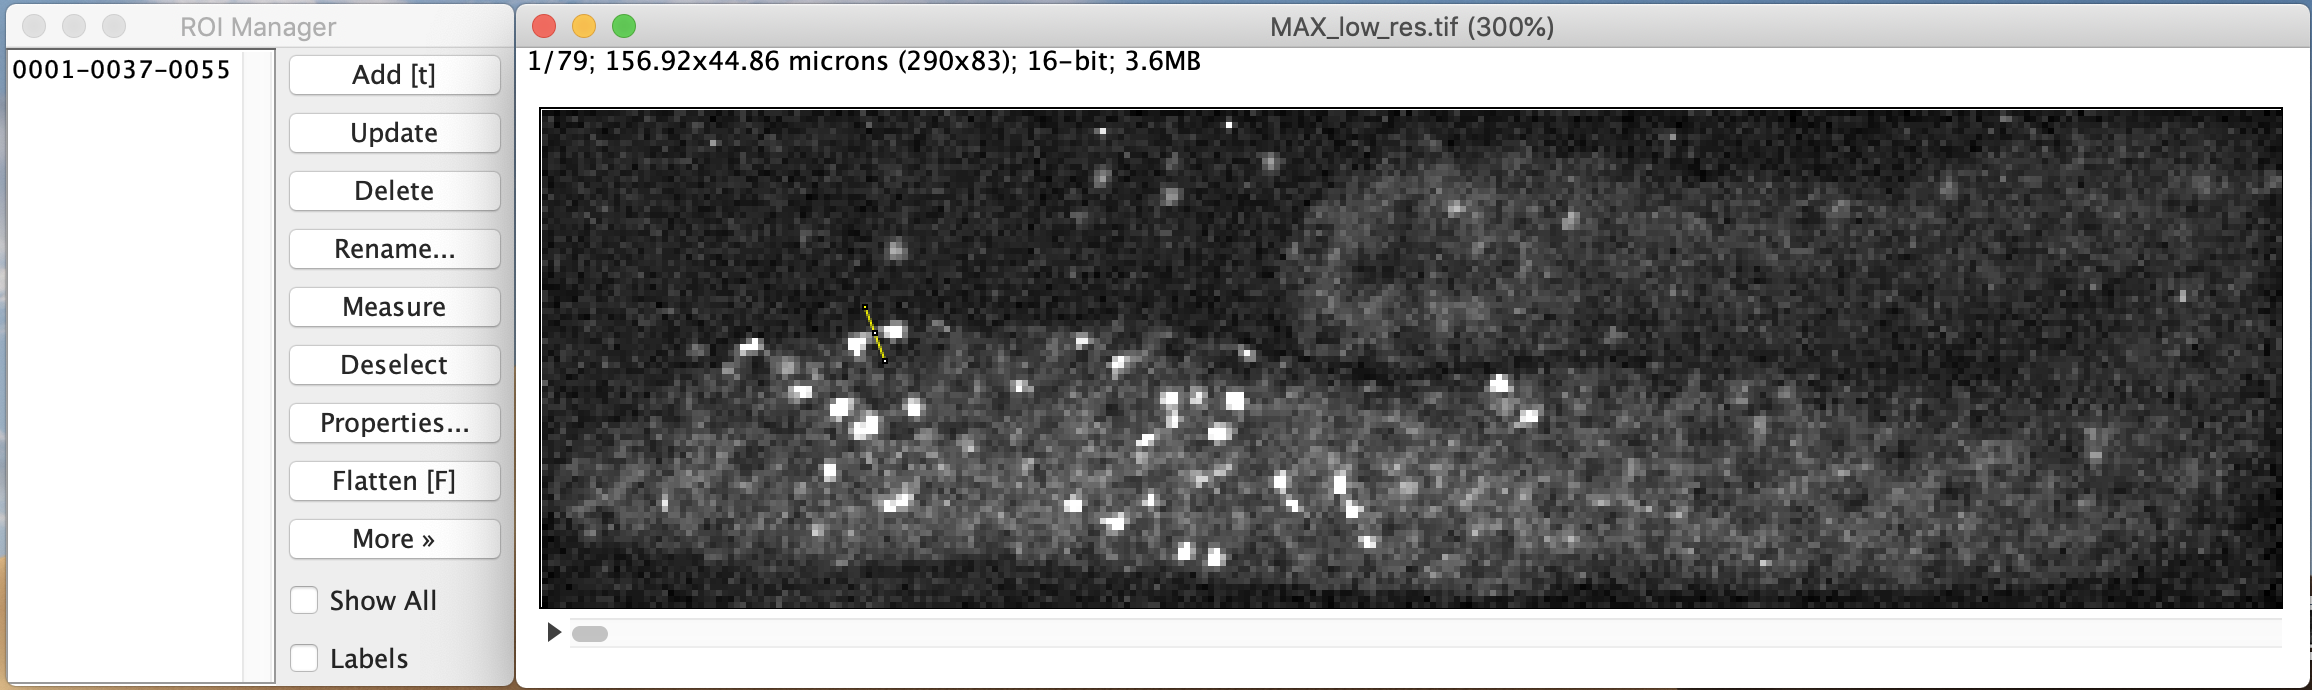 ROI Manager
0001-0037-0055
Add [t]
Update
Delete
Rename...
Measure
Deselect
Properties...
Flatten [F]
More »
Show All
Labels
MAX_low_res.tif (300%)
1/79; 156.92x44.86 microns (290x83); 16-bit; 3.6MB